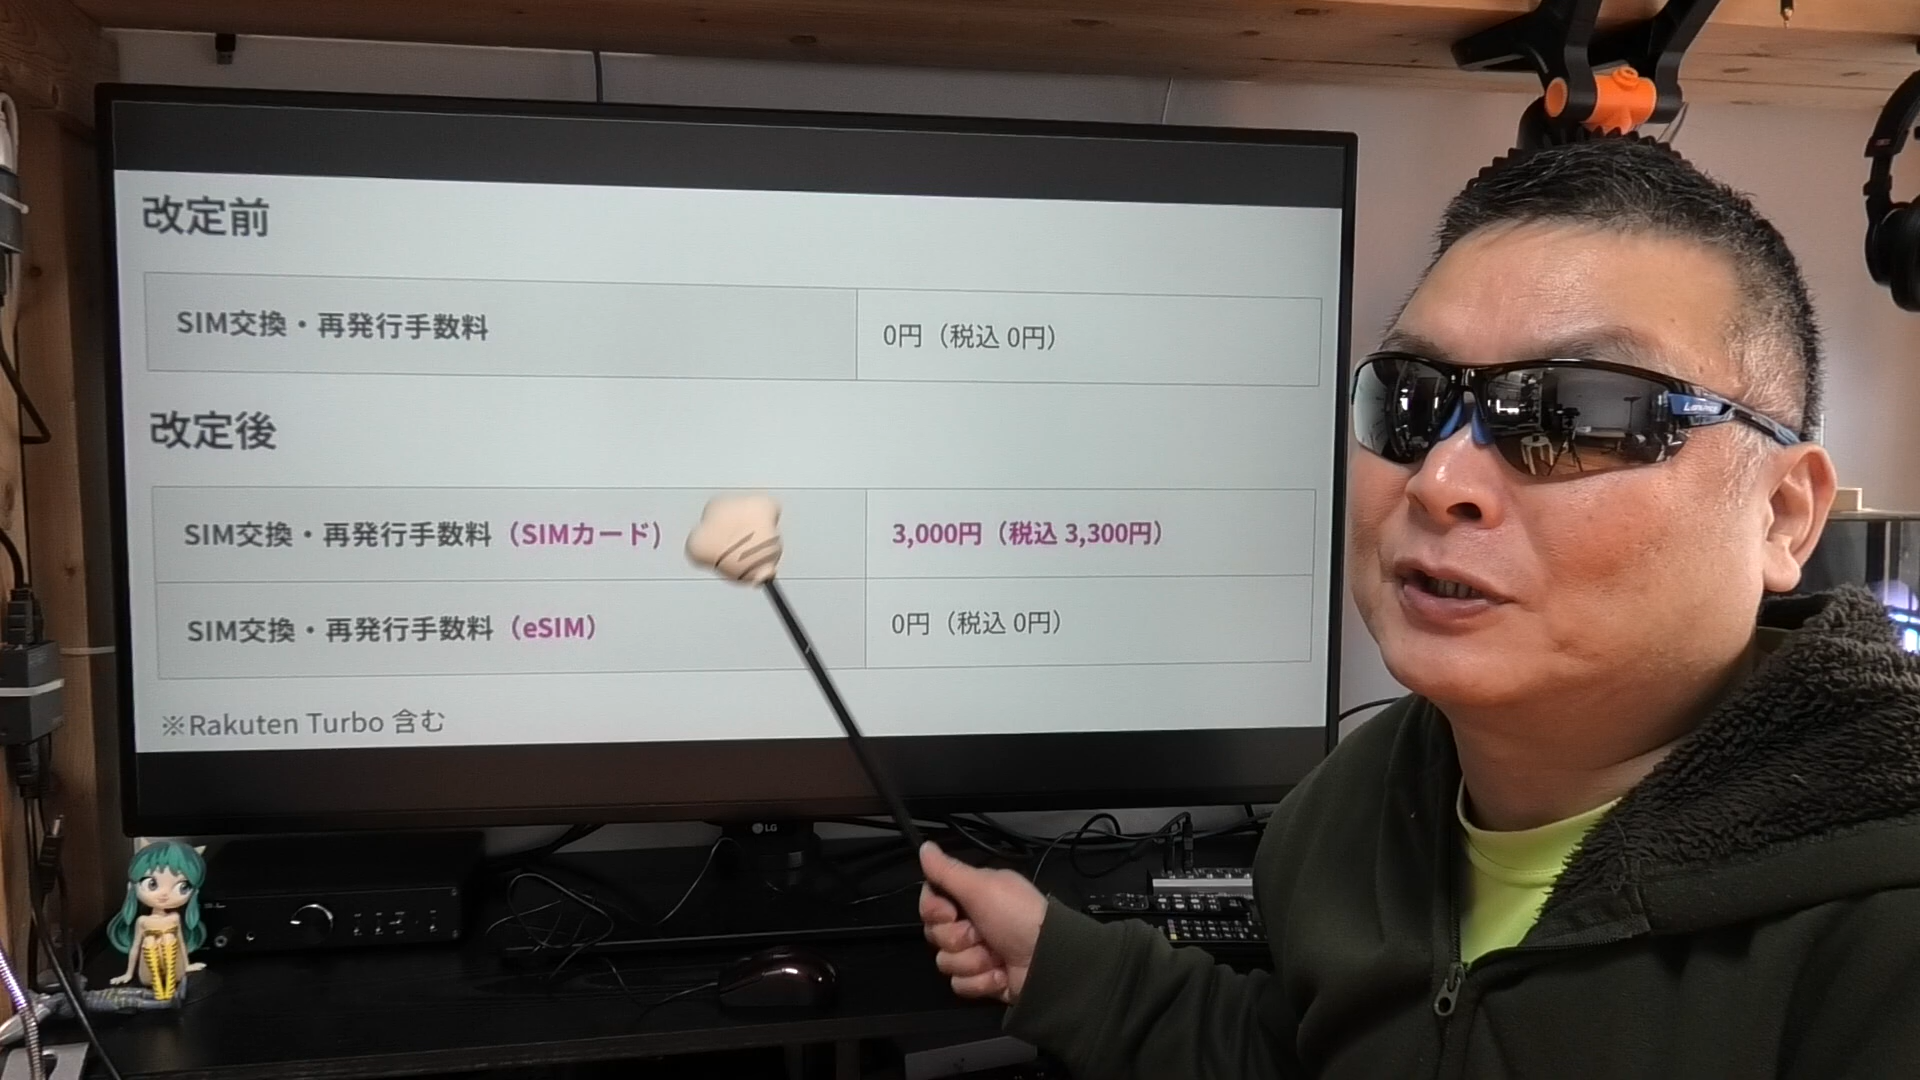 改定前
SIM交換・再発行手数料 0円（税込 0円）
改定後
SIM交換・再発行手数料（SIMカード） 3,000円（税込 3,300円）
SIM交換・再発行手数料（eSIM） 0円（税込 0円）
※Rakuten Turbo 含む
LG